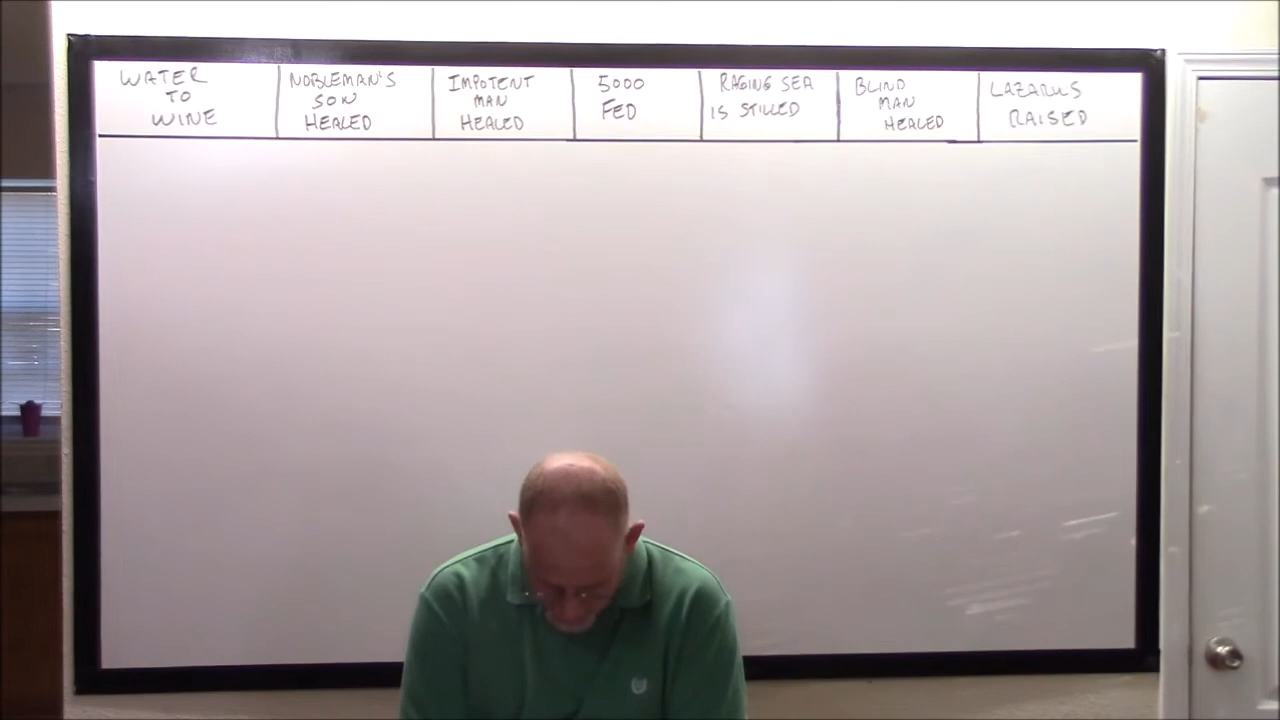 WATER
TO
WINE
NOBLEMAN'S
SON
HEALED
IMPOTENT
MAN
HEALED
5000
FED
RAGING SEA
IS STILLED
BLIND
MAN
HEALED
LAZARUS
RAISED